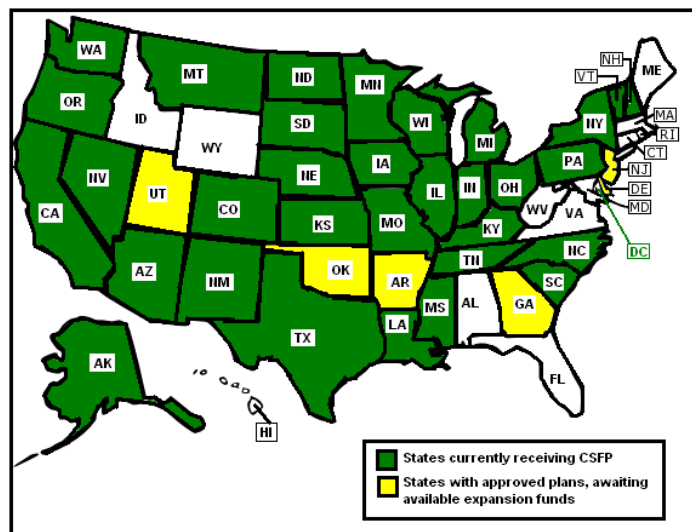 NH
WA
VT
ME
MT
ND
MN
OR
MA
ID
SD
WI
NY
RI
MI
WY
CT
PA
IA
NJ
NE
OH
NV
IL
IN
DE
UT
WV
MD
CA
CO
VA
KS
MO
KY
DC
NC
TN
OK
AZ
NM
AR
SC
AL
GA
MS
LA
TX
AK
FL
HI
States currently receiving CSFP
States with approved plans, awaiting
available expansion funds